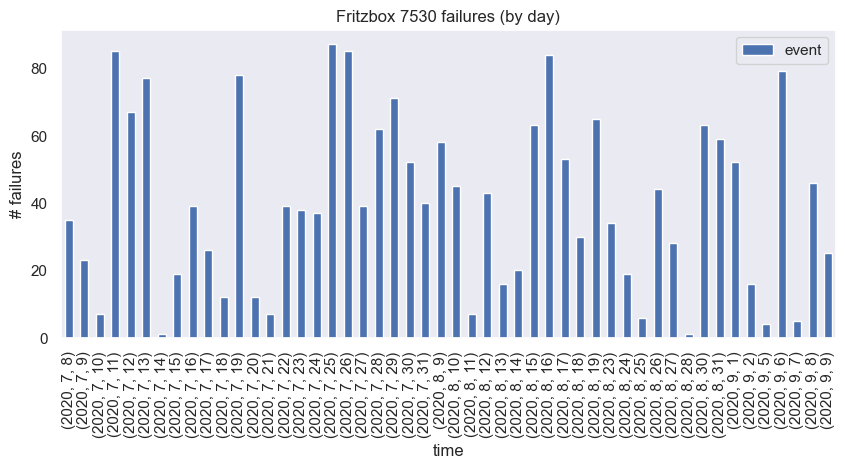 Fritzbox 7530 failures (by day)
event
# failures
80
60
40
20
0
(2020, 7, 8)
(2020, 7, 9)
(2020, 7, 10)
(2020, 7, 11)
(2020, 7, 12)
(2020, 7, 13)
(2020, 7, 14)
(2020, 7, 15)
(2020, 7, 16)
(2020, 7, 17)
(2020, 7, 18)
(2020, 7, 19)
(2020, 7, 20)
(2020, 7, 21)
(2020, 7, 22)
(2020, 7, 23)
(2020, 7, 24)
(2020, 7, 25)
(2020, 7, 26)
(2020, 7, 27)
(2020, 7, 28)
(2020, 7, 29)
(2020, 7, 30)
(2020, 7, 31)
(2020, 8, 9)
(2020, 8, 10)
(2020, 8, 11)
(2020, 8, 12)
(2020, 8, 13)
(2020, 8, 14)
(2020, 8, 15)
(2020, 8, 16)
(2020, 8, 17)
(2020, 8, 18)
(2020, 8, 19)
(2020, 8, 23)
(2020, 8, 24)
(2020, 8, 25)
(2020, 8, 26)
(2020, 8, 27)
(2020, 8, 28)
(2020, 8, 30)
(2020, 8, 31)
(2020, 9, 1)
(2020, 9, 2)
(2020, 9, 5)
(2020, 9, 6)
(2020, 9, 7)
(2020, 9, 8)
(2020, 9, 9)
time